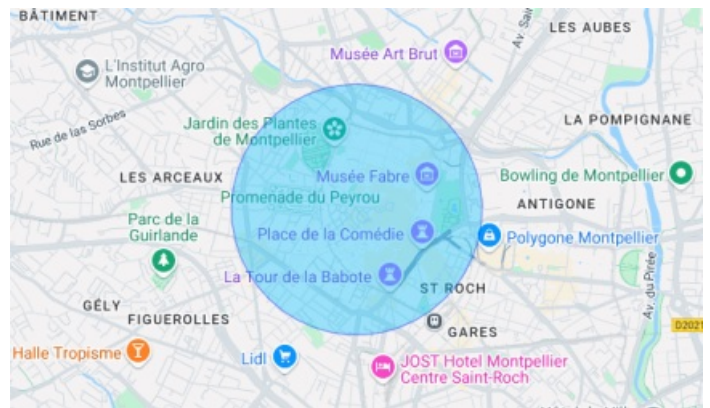 BÂTIMENT
LES AUBES
Av. Sai
Musée Art Brut
L'Institut Agro
Montpellier
Jardin des Plantes
de Montpellier
LA POMPIGNANE
Rue de las Sorbes
LES ARCEAUX
Musée Fabre
Bowling de Montpellier
Promenade du Peyrou
ANTIGONE
Parc de la
Guirlande
Place de la Comédie
Polygone Montpellier
La Tour de la Babote
ST ROCH
Av. du Pirée
GÉLY
FIGUEROLLES
GARES
D2021
Halle Tropisme
Lidl
JOST Hotel Montpellier
Centre Saint-Roch